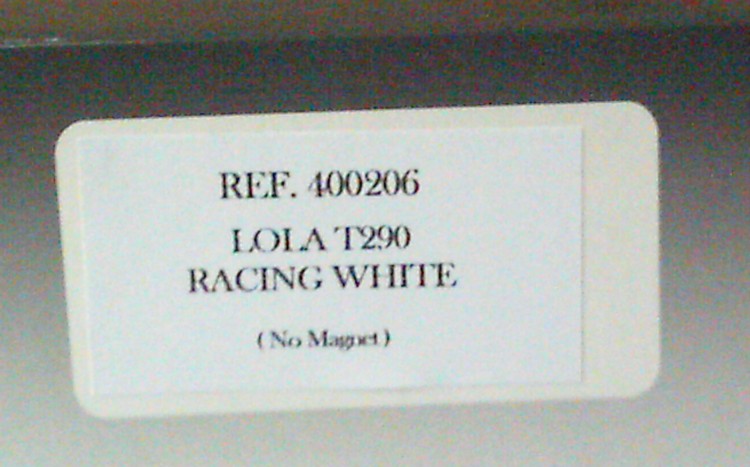 REF. 400206
LOLA T290
RACING WHITE
( No Magnet )